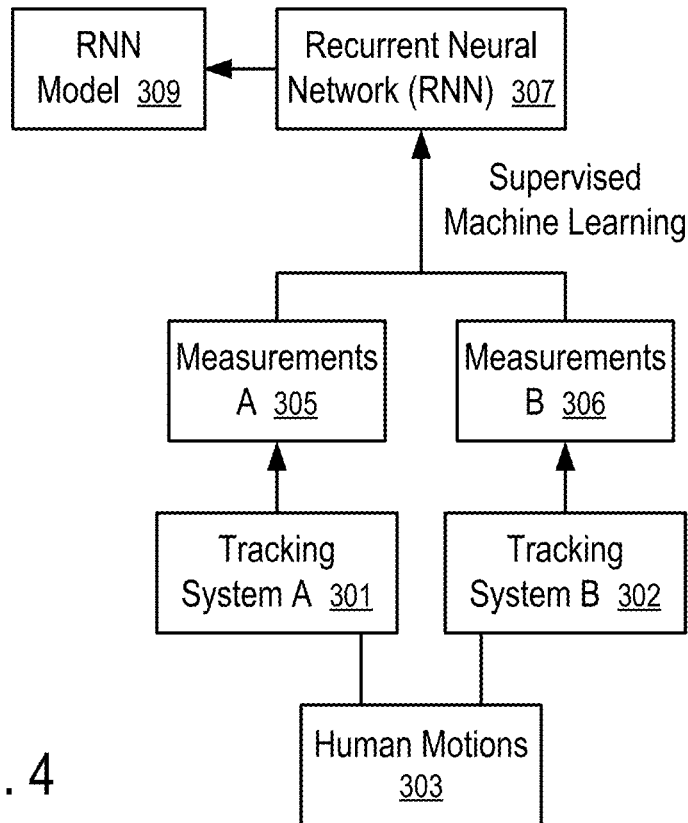 RNN
Model 309
Recurrent Neural
Network (RNN) 307
Supervised
Machine Learning
Measurements
A 305
Measurements
B 306
Tracking
System A 301
Tracking
System B 302
Human Motions
303
. 4